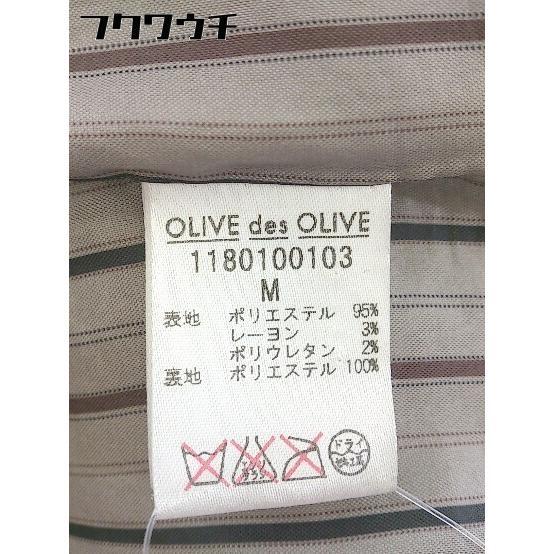 フクワウチ
OLIVE des OLIVE
1180100103
M
表地 ポリエステル 95%
レーヨン 3%
ポリウレタン 2%
裏地 ポリエステル 100%
ドライ